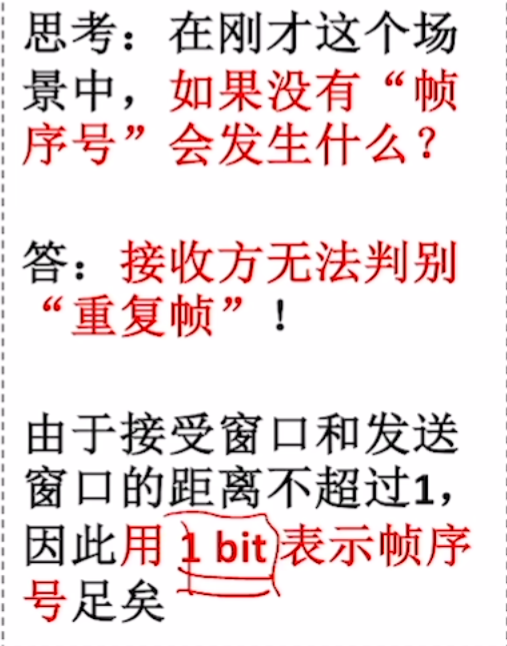 思考：在刚才这个场
景中，如果没有“帧
序号”会发生什么？
答：接收方无法判别
“重复帧”！
由于接受窗口和发送
窗口的距离不超过1，
因此用 1 bit 表示帧序
号足矣